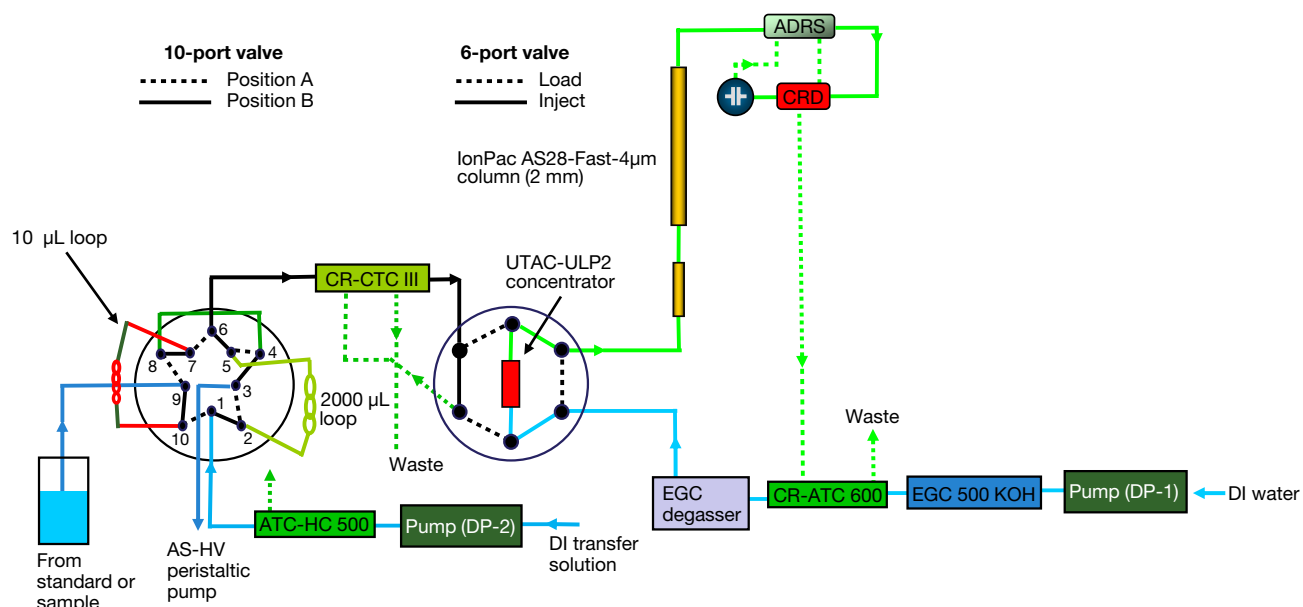 ADRS
10-port valve
Position A
Position B
6-port valve
Load
Inject
CRD
IonPac AS28-Fast-4µm
column (2 mm)
10 µL loop
CR-CTC III
UTAC-ULP2
concentrator
6
8
7
5
4
9
1
3
10
2
2000 µL
loop
Waste
Waste
EGC
degasser
CR-ATC 600
EGC 500 KOH
Pump (DP-1)
DI water
ATC-HC 500
Pump (DP-2)
DI transfer
solution
From
standard or
sample
AS-HV
peristaltic
pump